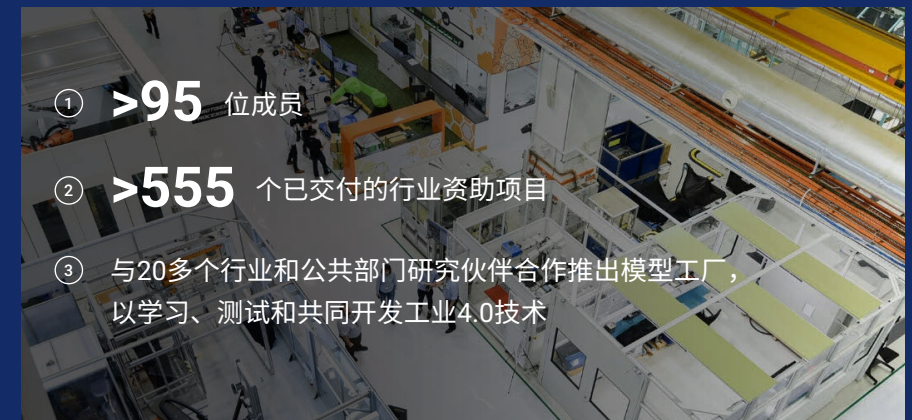 ① >95 位成员
② >555 个已交付的行业资助项目
③ 与20多个行业和公共部门研究伙伴合作推出模型工厂，
以学习、测试和共同开发工业4.0技术